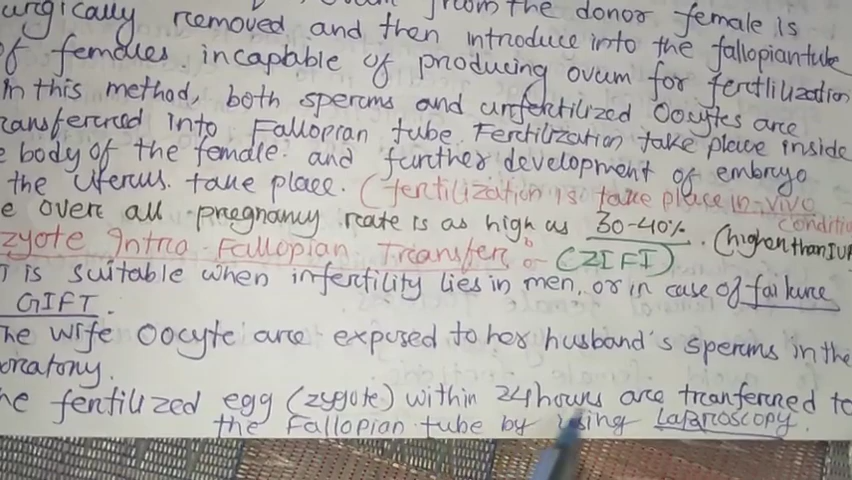 urgically removed and then introduce into the fallopiantube
of females incapable of producing ovum for fertlilization
In this method, both sperms and unfertilized Oocytes are
ransferred into Fallopian tube. Fertilization take place inside
e body of the female. and further development of embryo
the Uterus. take place. (fertilization is take place in-vivo
condition
e over all pregnancy rate is as high as 30-40%. (higher than IUI
zygote Intra Fallopian Transfer :- (ZIFT)
T is suitable when infertility lies in men, or in case of failure
GIFT.
The wife Oocyte are exposed to her husband's sperms in the
oratory.
he fertilized egg (zygote) within 24 hours are tranferred to
the Fallopian tube by using Laproscopy.